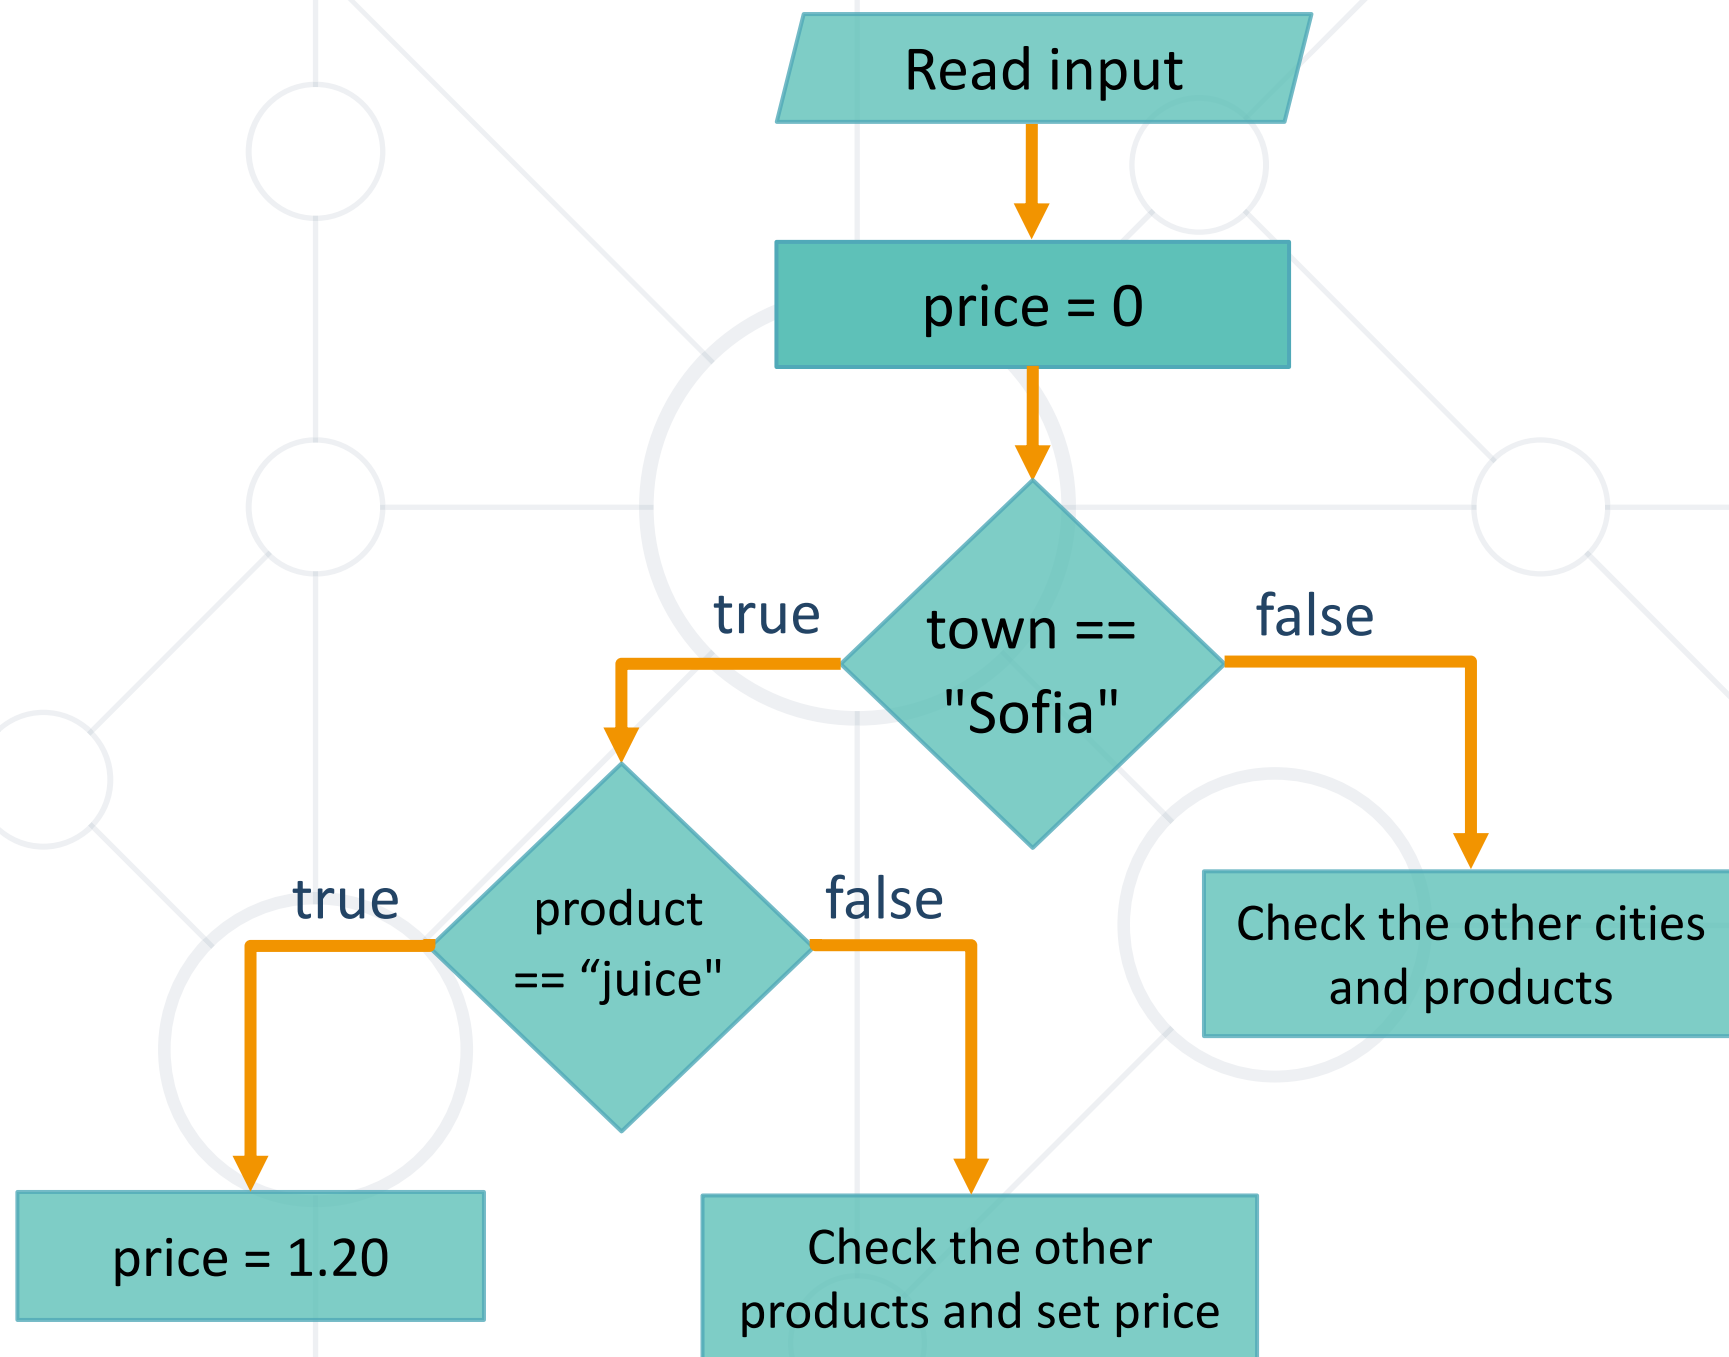 Read input
price = 0
true
false
town ==
"Sofia"
true
false
product
== “juice"
Check the other cities
and products
price = 1.20
Check the other
products and set price